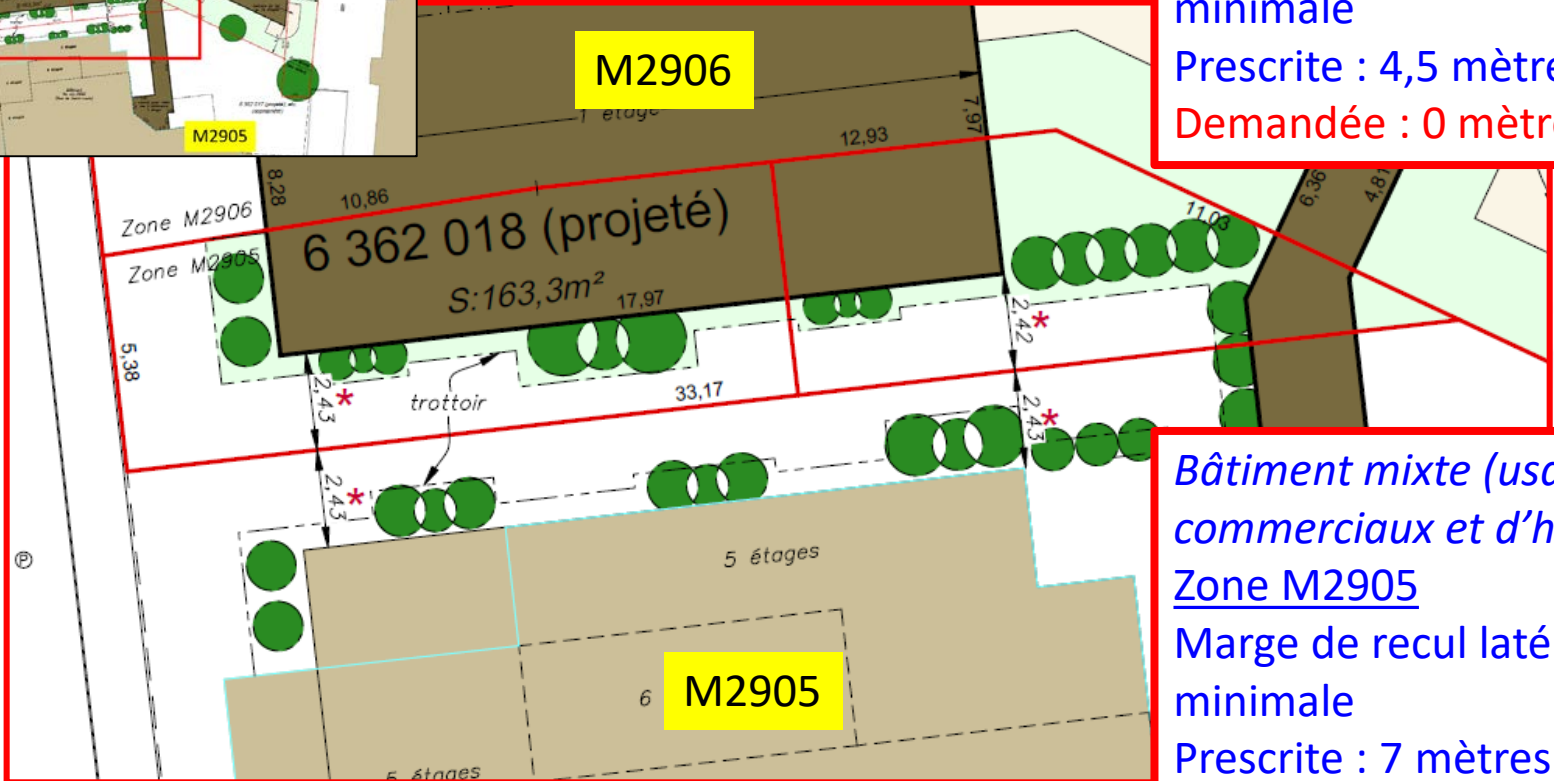 M2905
M2906
1 étage
7,97
12,93
8,28
10,86
Zone M2906
Zone M2905
6 362 018 (projeté)
S:163,3m²
17,97
5,38
2,43 *
trottoir
33,17
2,42 *
11,03
6,36
4,81
2,43 *
2,43 *
P
5 étages
6
M2905
5 étages
minimale
Prescrite : 4,5 mètre
Demandée : 0 mètr
Bâtiment mixte (usa
commerciaux et d'h
Zone M2905
Marge de recul laté
minimale
Prescrite : 7 mètres